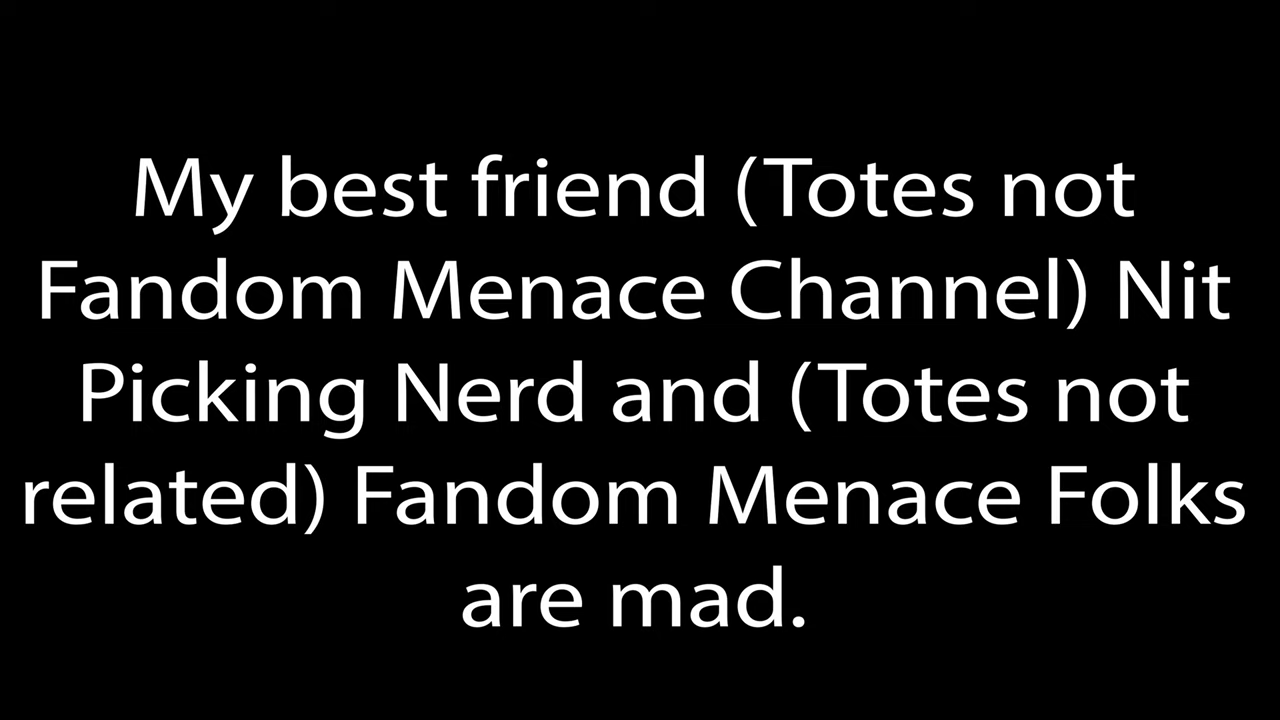 My best friend (Totes not
Fandom Menace Channel) Nit
Picking Nerd and (Totes not
related) Fandom Menace Folks
are mad.